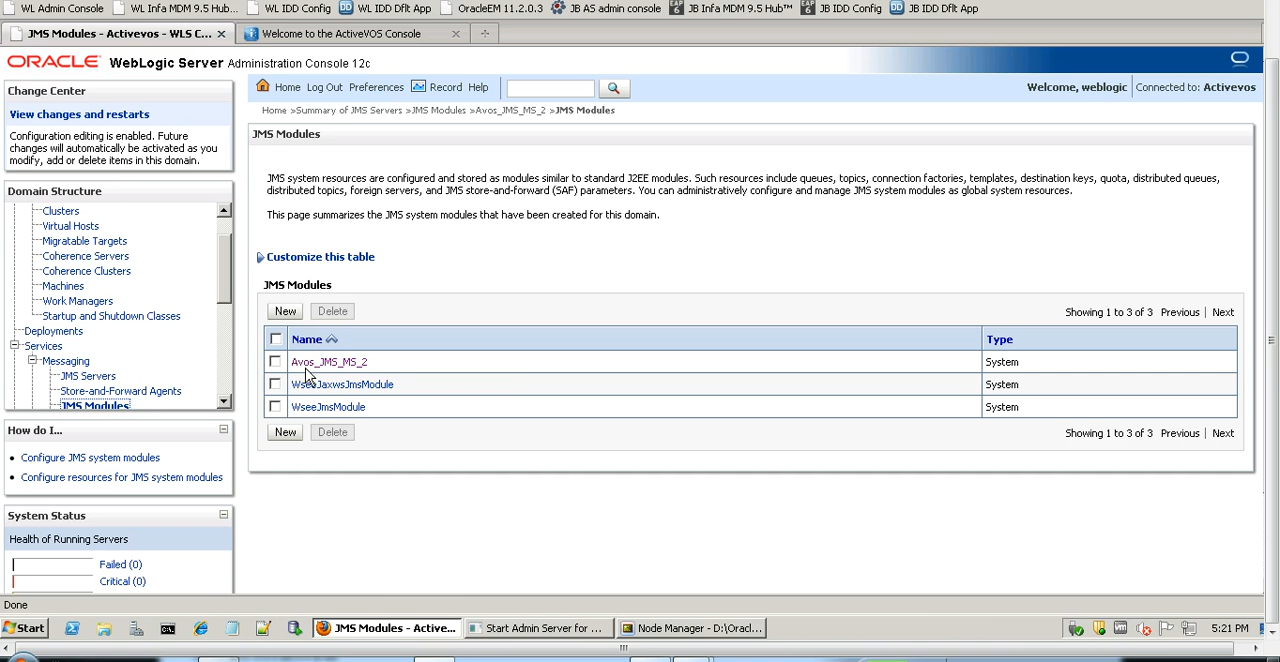 WL Admin Console WL Infa MDM 9.5 Hub... WL IDD Config WL IDD Dflt App OracleEM 11.2.0.3 JB AS admin console JB Infa MDM 9.5 Hub™ JB IDD Config JB IDD Dflt App
JMS Modules - Activevos - WLS C... × Welcome to the ActiveVOS Console ×
ORACLE WebLogic Server Administration Console 12c
Change Center
View changes and restarts
Configuration editing is enabled. Future
changes will automatically be activated as you
modify, add or delete items in this domain.
Domain Structure
Clusters
Virtual Hosts
Migratable Targets
Coherence Servers
Coherence Clusters
Machines
Work Managers
Startup and Shutdown Classes
Deployments
Services
Messaging
JMS Servers
Store-and-Forward Agents
JMS Modules
How do I...
Configure JMS system modules
Configure resources for JMS system modules
System Status
Health of Running Servers
Failed (0)
Critical (0)
Home Log Out Preferences Record Help
Welcome, weblogic Connected to: Activevos
Home >Summary of JMS Servers >JMS Modules >Avos_JMS_MS_2 >JMS Modules
JMS Modules
JMS system resources are configured and stored as modules similar to standard J2EE modules. Such resources include queues, topics, connection factories, templates, destination keys, quota, distributed queues,
distributed topics, foreign servers, and JMS store-and-forward (SAF) parameters. You can administratively configure and manage JMS system modules as global system resources.
This page summarizes the JMS system modules that have been created for this domain.
Customize this table
JMS Modules
New Delete Showing 1 to 3 of 3 Previous | Next
Name Type
Avos_JMS_MS_2 System
WseeJaxwsJmsModule System
WseeJmsModule System
New Delete Showing 1 to 3 of 3 Previous | Next
Done
Start JMS Modules - Active... Start Admin Server for ... Node Manager - D:\Oracl... 5:21 PM